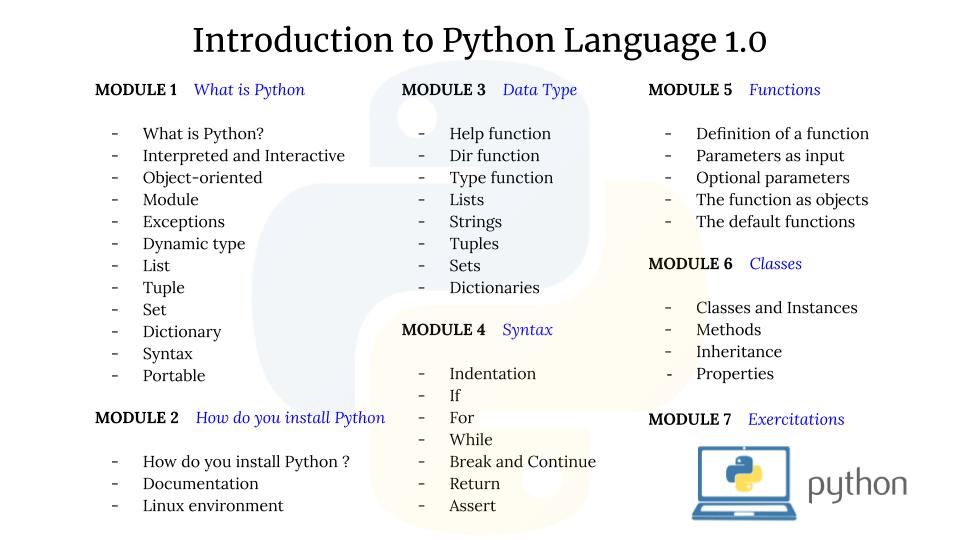 Introduction to Python Language 1.0
MODULE 1 What is Python
- What is Python?
- Interpreted and Interactive
- Object-oriented
- Module
- Exceptions
- Dynamic type
- List
- Tuple
- Set
- Dictionary
- Syntax
- Portable
MODULE 2 How do you install Python
- How do you install Python ?
- Documentation
- Linux environment
MODULE 3 Data Type
- Help function
- Dir function
- Type function
- Lists
- Strings
- Tuples
- Sets
- Dictionaries
MODULE 4 Syntax
- Indentation
- If
- For
- While
- Break and Continue
- Return
- Assert
MODULE 5 Functions
- Definition of a function
- Parameters as input
- Optional parameters
- The function as objects
- The default functions
MODULE 6 Classes
- Classes and Instances
- Methods
- Inheritance
- Properties
MODULE 7 Exercitations
python